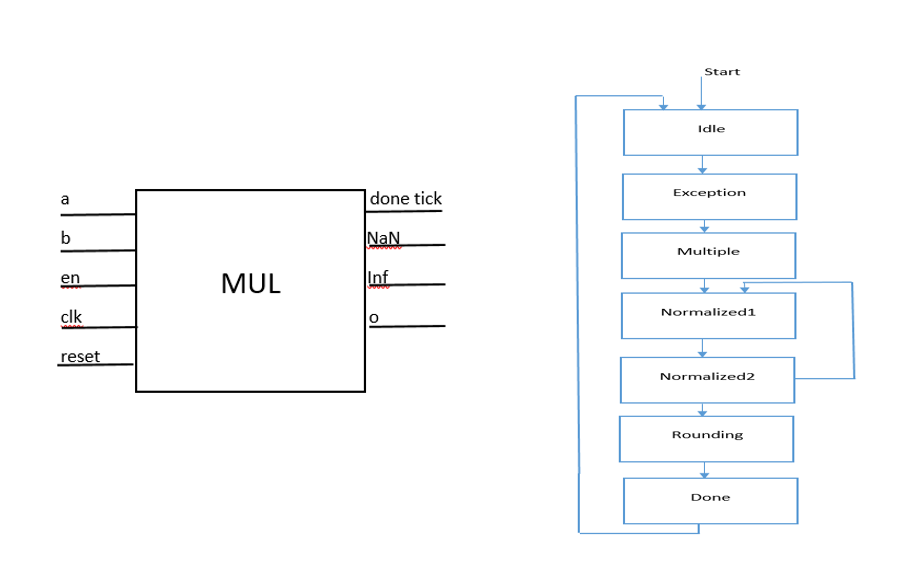 a
b
en
clk
reset
MUL
done tick
NaN
Inf
o
Start
Idle
Exception
Multiple
Normalized1
Normalized2
Rounding
Done